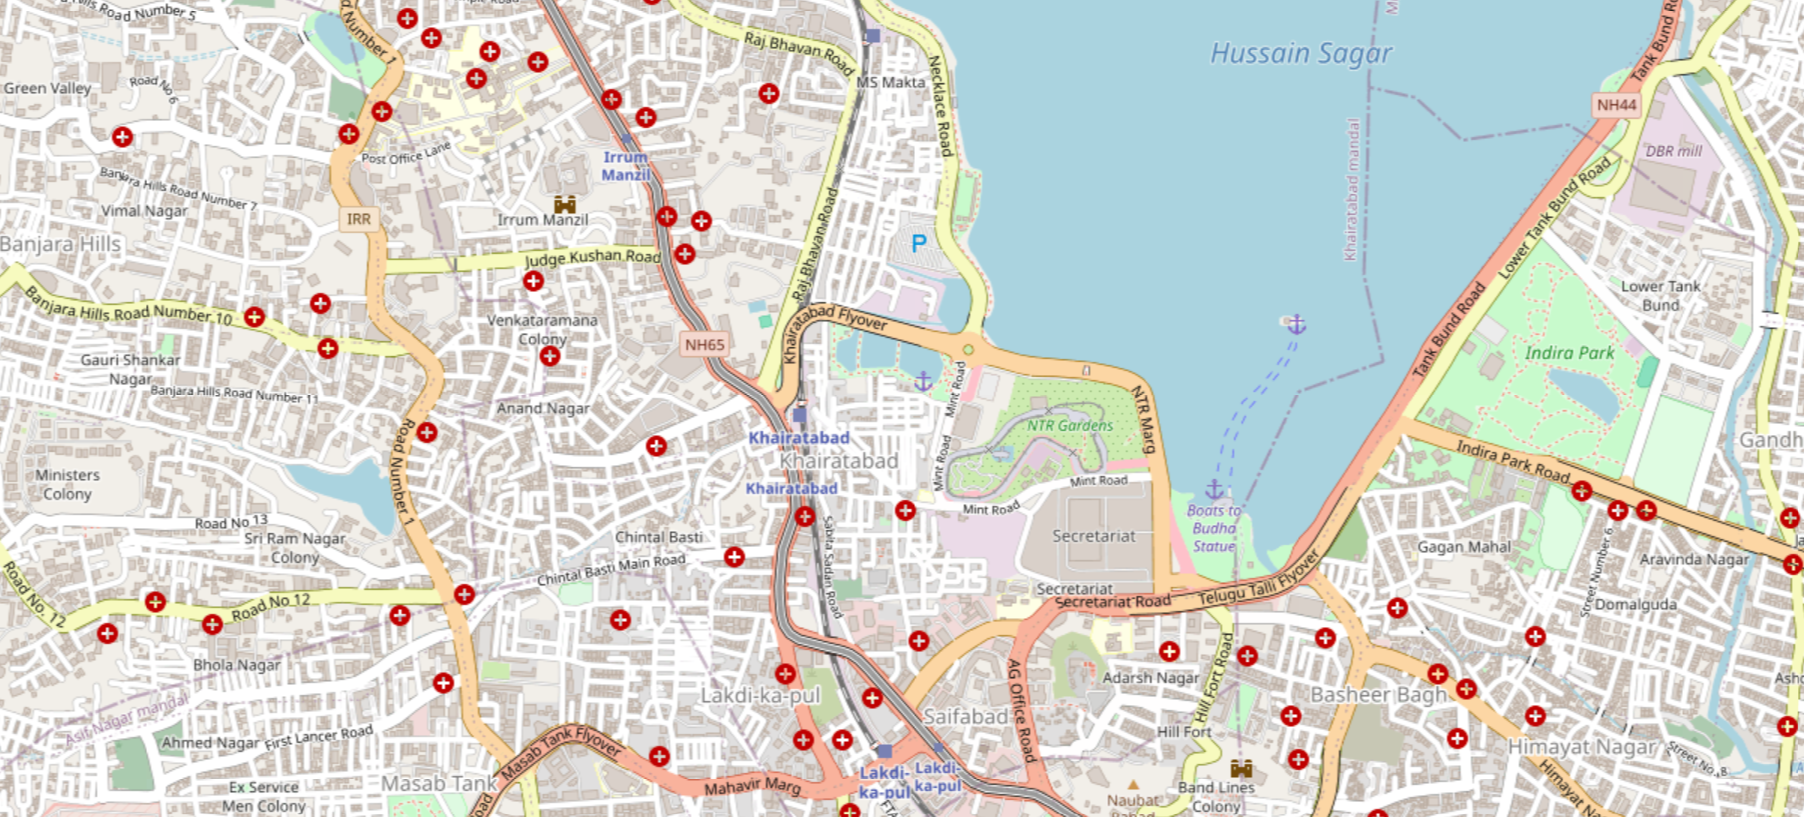 Hills Road Number 5
Road Number 1
Raj Bhavan Road
MS Makta
Necklace Road
Hussain Sagar
Tank Bund Road
NH44
Green Valley
Road No 6
Post Office Lane
Irrum
Manzil
Khairatabad mandal
DBR mill
Banjara Hills Road Number 7
Vimal Nagar
IRR
Irrum Manzil
P
Banjara Hills
Judge Kushan Road
Raj Bhavan Road
Lower Tank Bund Road
Lower Tank
Bund
Banjara Hills Road Number 10
Venkataramana
Colony
Khairatabad Flyover
NH65
Tank Bund Road
Indira Park
Gauri Shankar
Nagar
Banjara Hills Road Number 11
Anand Nagar
Mint Road
NTR Marg
NTR Gardens
Khairatabad
Khairatabad
Khairatabad
Road Number 1
Mint Road
Mint Road
Mint Road
Indira Park Road
Gandh
Ministers
Colony
Road No 13
Sri Ram Nagar
Colony
Chintal Basti
Chintal Basti Main Road
Sabita Sadan Road
Secretariat
Boats to
Budha
Statue
Gagan Mahal
Aravinda Nagar
Street Number 6
Domalguda
Road No. 12
Road No 12
Secretariat
Secretariat Road
Telugu Talli Flyover
Bhola Nagar
Asif Nagar mandal
Lakdi-ka-pul
AG Office Road
Adarsh Nagar
Hill Fort Road
Basheer Bagh
Ahmed Nagar
First Lancer Road
Saifabad
Hill Fort
Himayat Nagar
Street No. 8
Masab Tank Flyover
Masab Tank
Ex Service
Men Colony
Mahavir Marg
Lakdi-
ka-pul
Lakdi-
ka-pul
Naubat
Band Lines
Colony
Himayat Na
Road